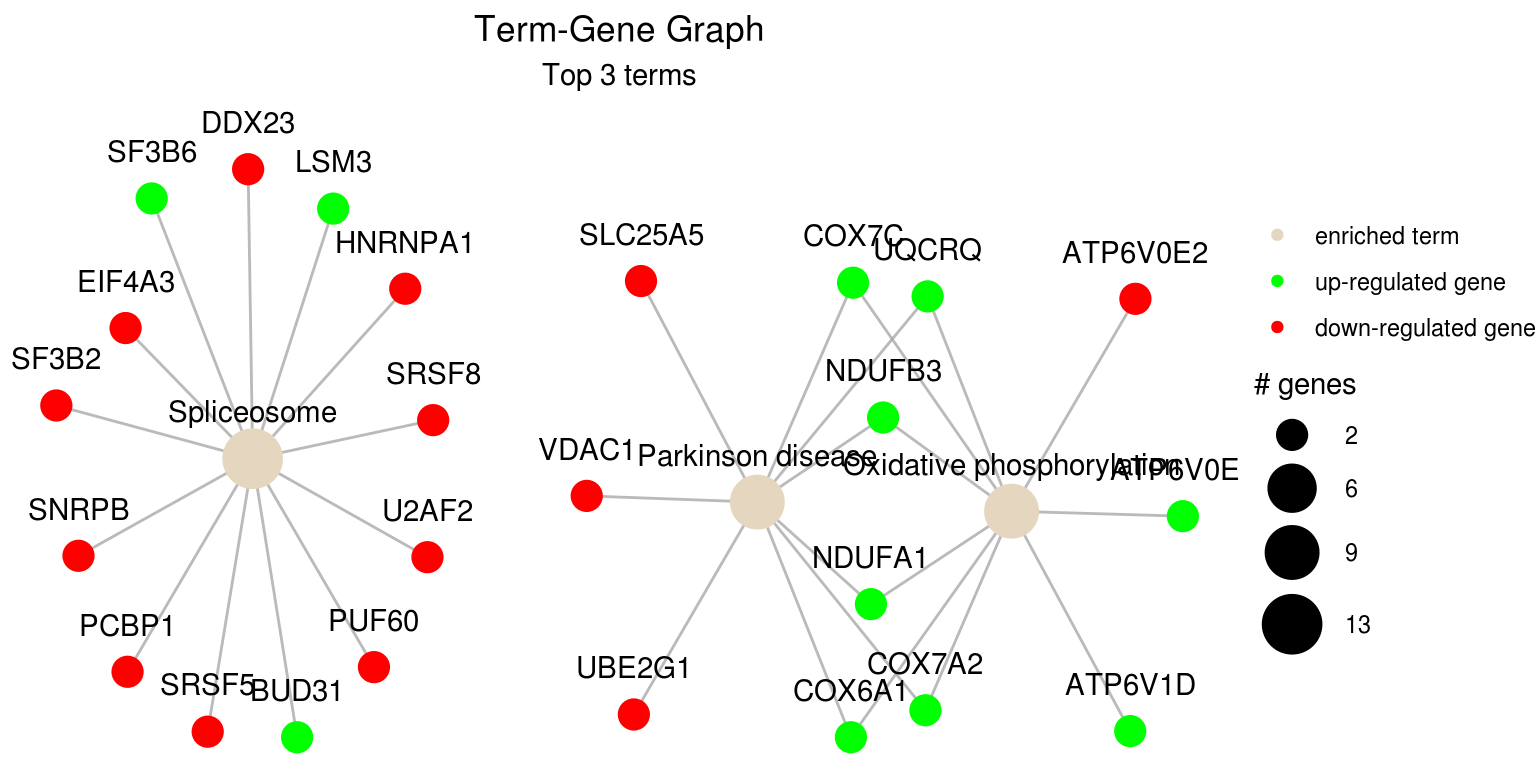 Term-Gene Graph
Top 3 terms
DDX23
SF3B6
LSM3
HNRNPA1
EIF4A3
SF3B2
SRSF8
Spliceosome
SNRPB
U2AF2
PCBP1
PUF60
SRSF5
BUD31
SLC25A5
COX7C
UQCRQ
ATP6V0E2
NDUFB3
VDAC1
Parkinson disease
Oxidative phosphorylation
ATP6V0E
NDUFA1
UBE2G1
COX7A2
COX6A1
ATP6V1D
enriched term
up-regulated gene
down-regulated gene
# genes
2
6
9
13